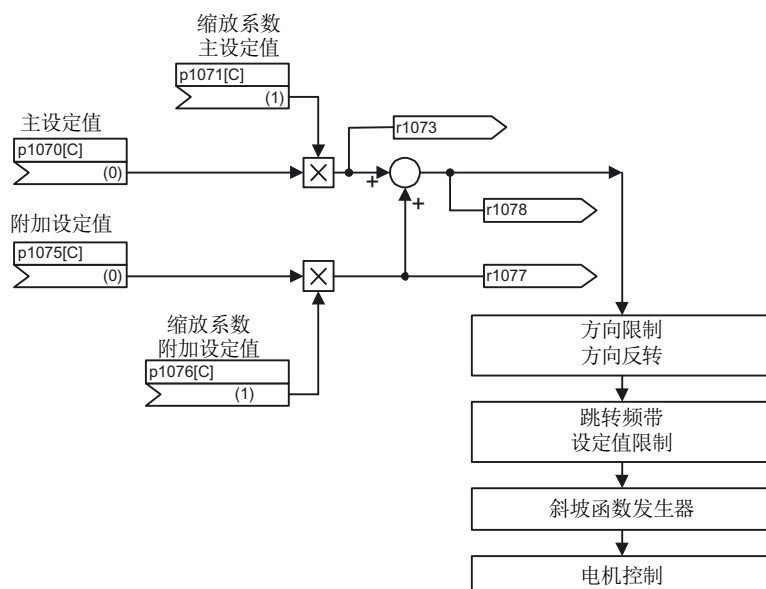 缩放系数
主设定值
p1071[C]
(1)
主设定值
p1070[C]
(0)
r1073
+
+
r1078
附加设定值
p1075[C]
(0)
r1077
缩放系数
附加设定值
p1076[C]
(1)
方向限制
方向反转
跳转频带
设定值限制
斜坡函数发生器
电机控制